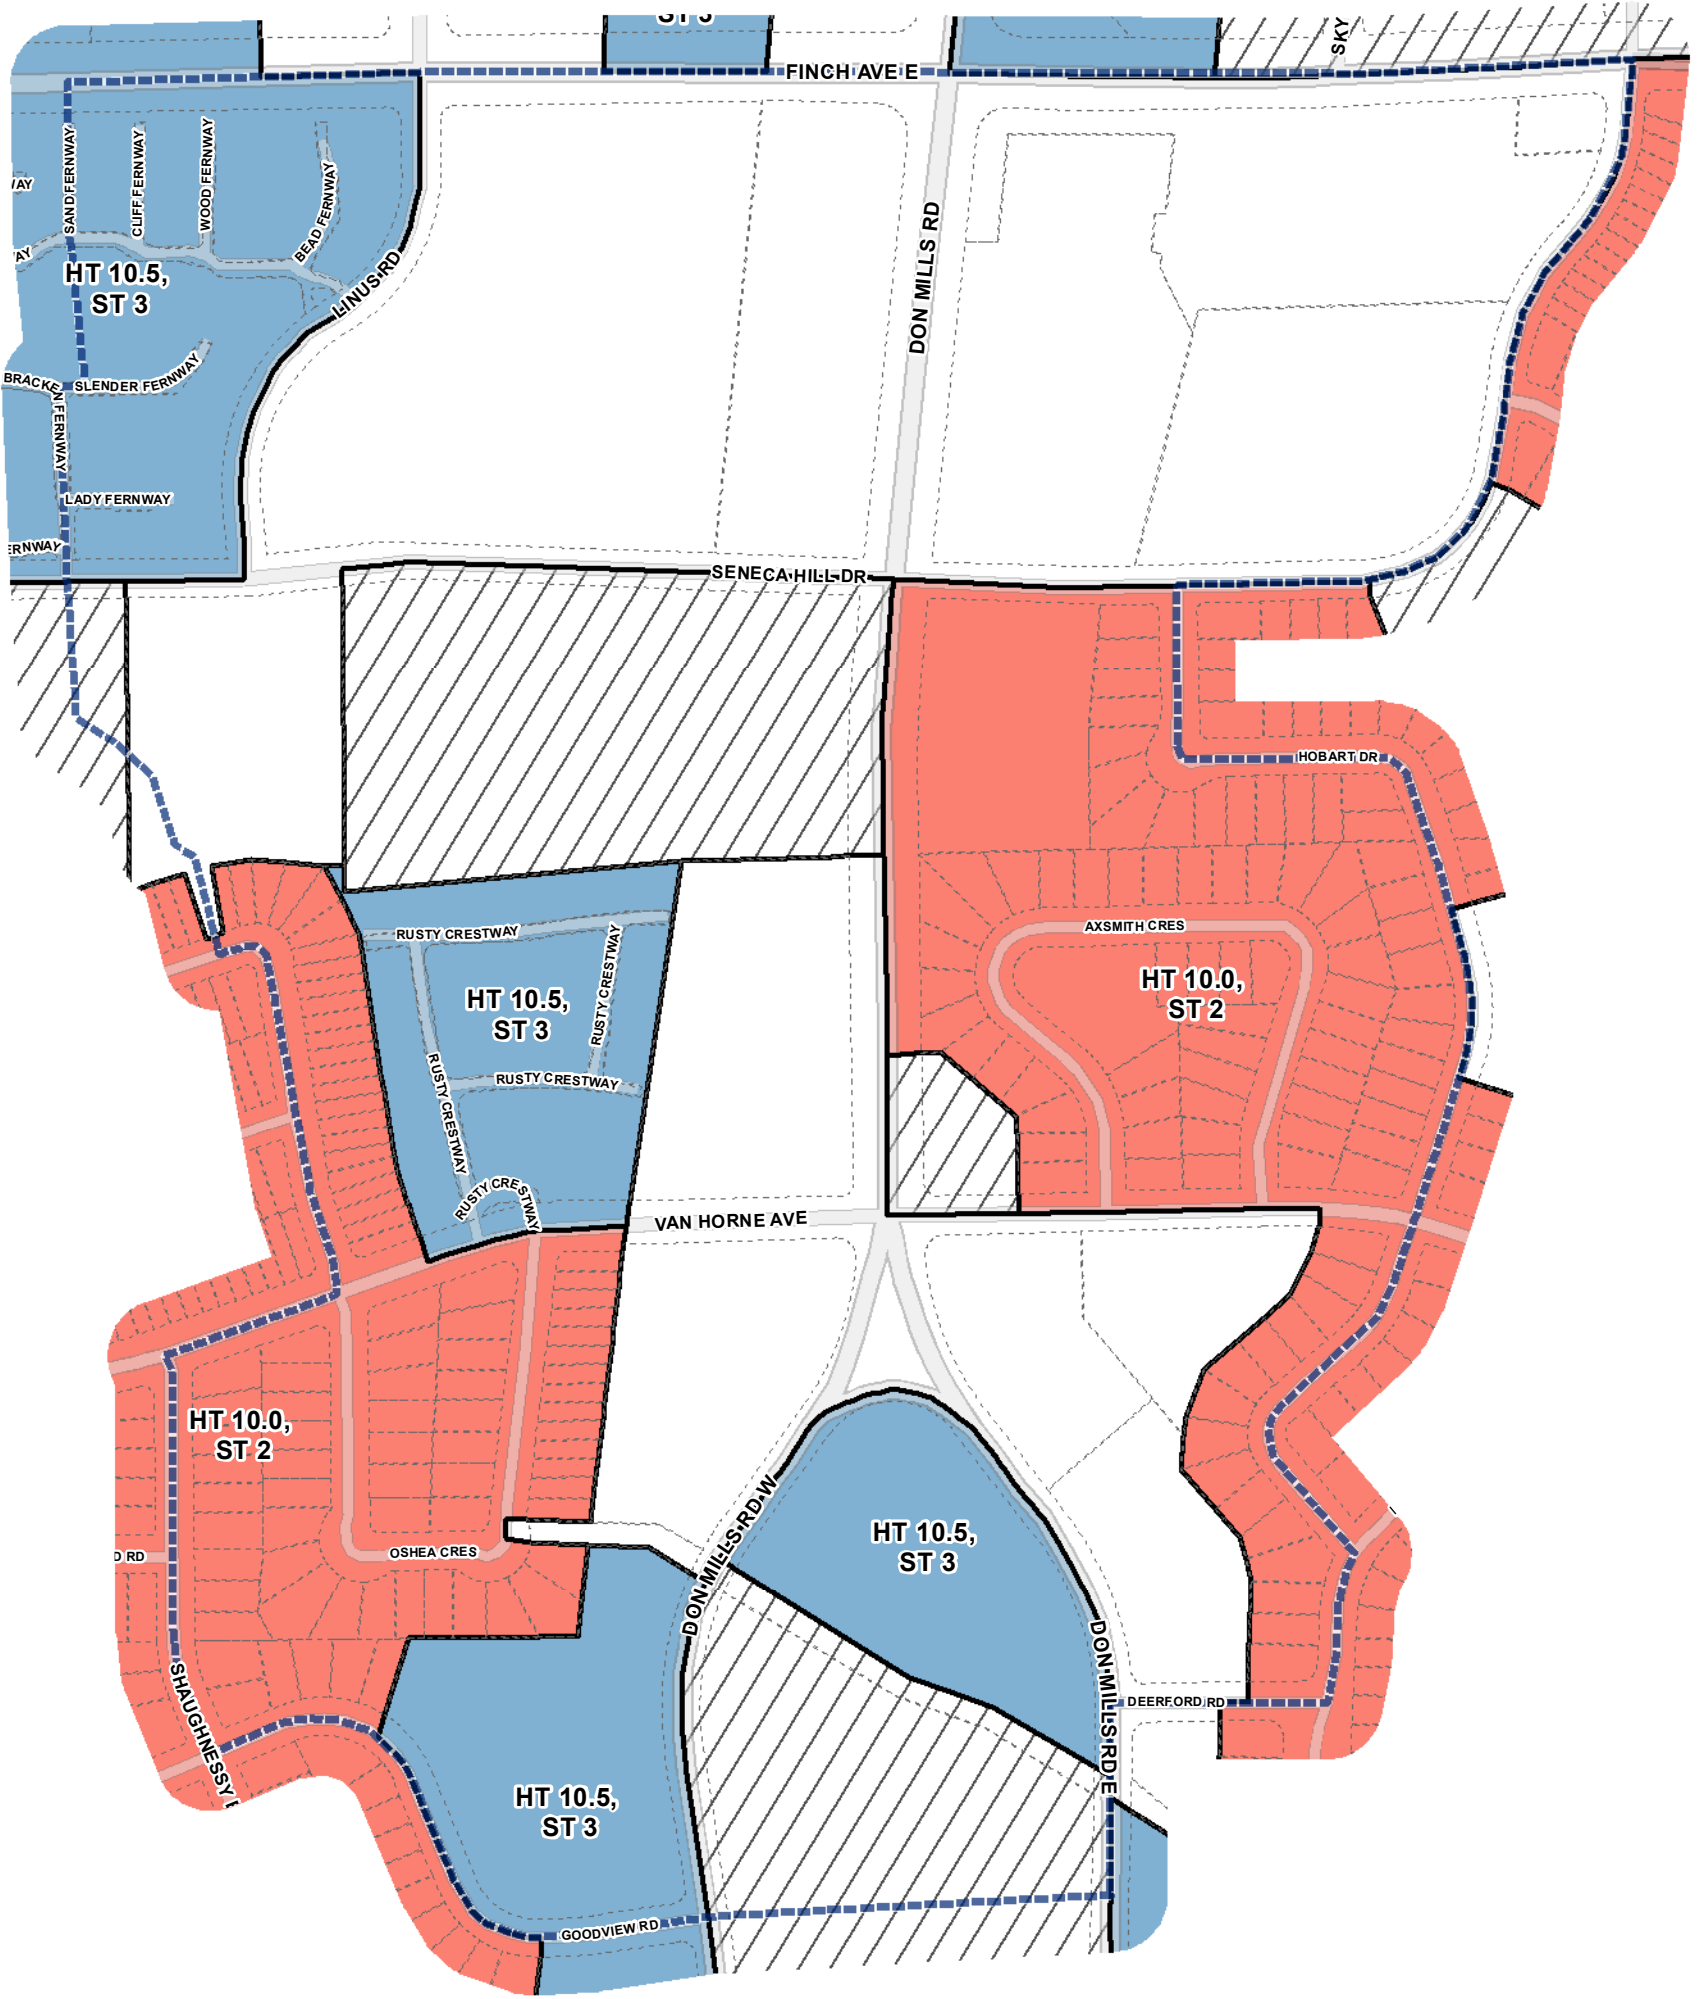 ST 3
SKY
FINCH AVE E
SAND FERNWAY
CLIFF FERNWAY
WOOD FERNWAY
BEAD FERNWAY
HT 10.5,
ST 3
LINUS RD
DON MILLS RD
BRACKEN FERNWAY
SLENDER FERNWAY
LADY FERNWAY
SENECA HILL DR
HOBART DR
RUSTY CRESTWAY
RUSTY CRESTWAY
HT 10.5,
ST 3
AXSMITH CRES
HT 10.0,
ST 2
RUSTY CRESTWAY
RUSTY CRESTWAY
RUSTY CRESTWAY
VAN HORNE AVE
HT 10.0,
ST 2
DON MILLS RD W
HT 10.5,
ST 3
D RD
OSHEA CRES
DON MILLS RD E
SHAUGHNESSY
DEERFORD RD
HT 10.5,
ST 3
GOODVIEW RD